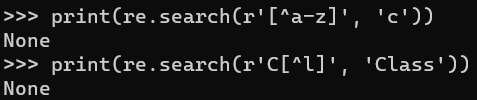 >>> print(re.search(r'[^a-z]', 'c'))
None
>>> print(re.search(r'C[^l]', 'Class'))
None